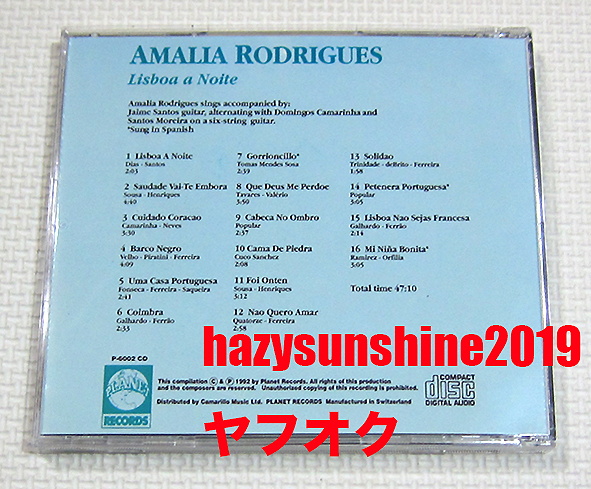 AMALIA RODRIGUES
Lisboa a Noite
Amalia Rodrigues sings accompanied by:
Jaime Santos guitar, alternating with Domingos Camarinha and
Santos Moreira on a six-string guitar.
*Sung in Spanish
1 Lisboa A Noite
Dias - Santos
2:03
2 Saudade Vai-Te Embora
Sousa - Henriques
4:40
3 Cuidado Coracao
Camarinha - Neves
3:30
4 Barco Negro
Velho - Piratini - Ferreira
4:09
5 Uma Casa Portuguesa
Fonseca - Ferreira - Saqueira
2:41
6 Coimbra
Galhardo - Ferrão
2:33
7 Gorrioncillo*
Tomas Mendes Sosa
2:39
8 Que Deus Me Perdoe
Tavares - Valério
3:50
9 Cabeca No Ombro
Popular
2:37
10 Cama De Piedra
Cuco Sanchez
2:08
11 Foi Onten
Sousa - Henriques
3:12
12 Nao Quero Amar
Quatorze - Ferreira
2:58
13 Solidao
Trinidade - deBrito - Ferreira
1:58
14 Petenera Portuguesa*
Popular
3:05
15 Lisboa Nao Sejas Francesa
Galhardo - Ferrão
2:14
16 Mi Niña Bonita*
Ramirez - Orfilia
3:05
Total time 47:10
hazysunshine2019
P-6002 CD
PLANET
RECORDS
This compilation © & ℗ 1992 by Planet Records. All rights of this production
and the composers are reserved. Unauthorized copying of this recording is prohibited.
Distributed by Camarillo Music Ltd. PLANET RECORDS Manufactured in Switzerland
COMPACT
disc
DIGITAL AUDIO
ヤフオク